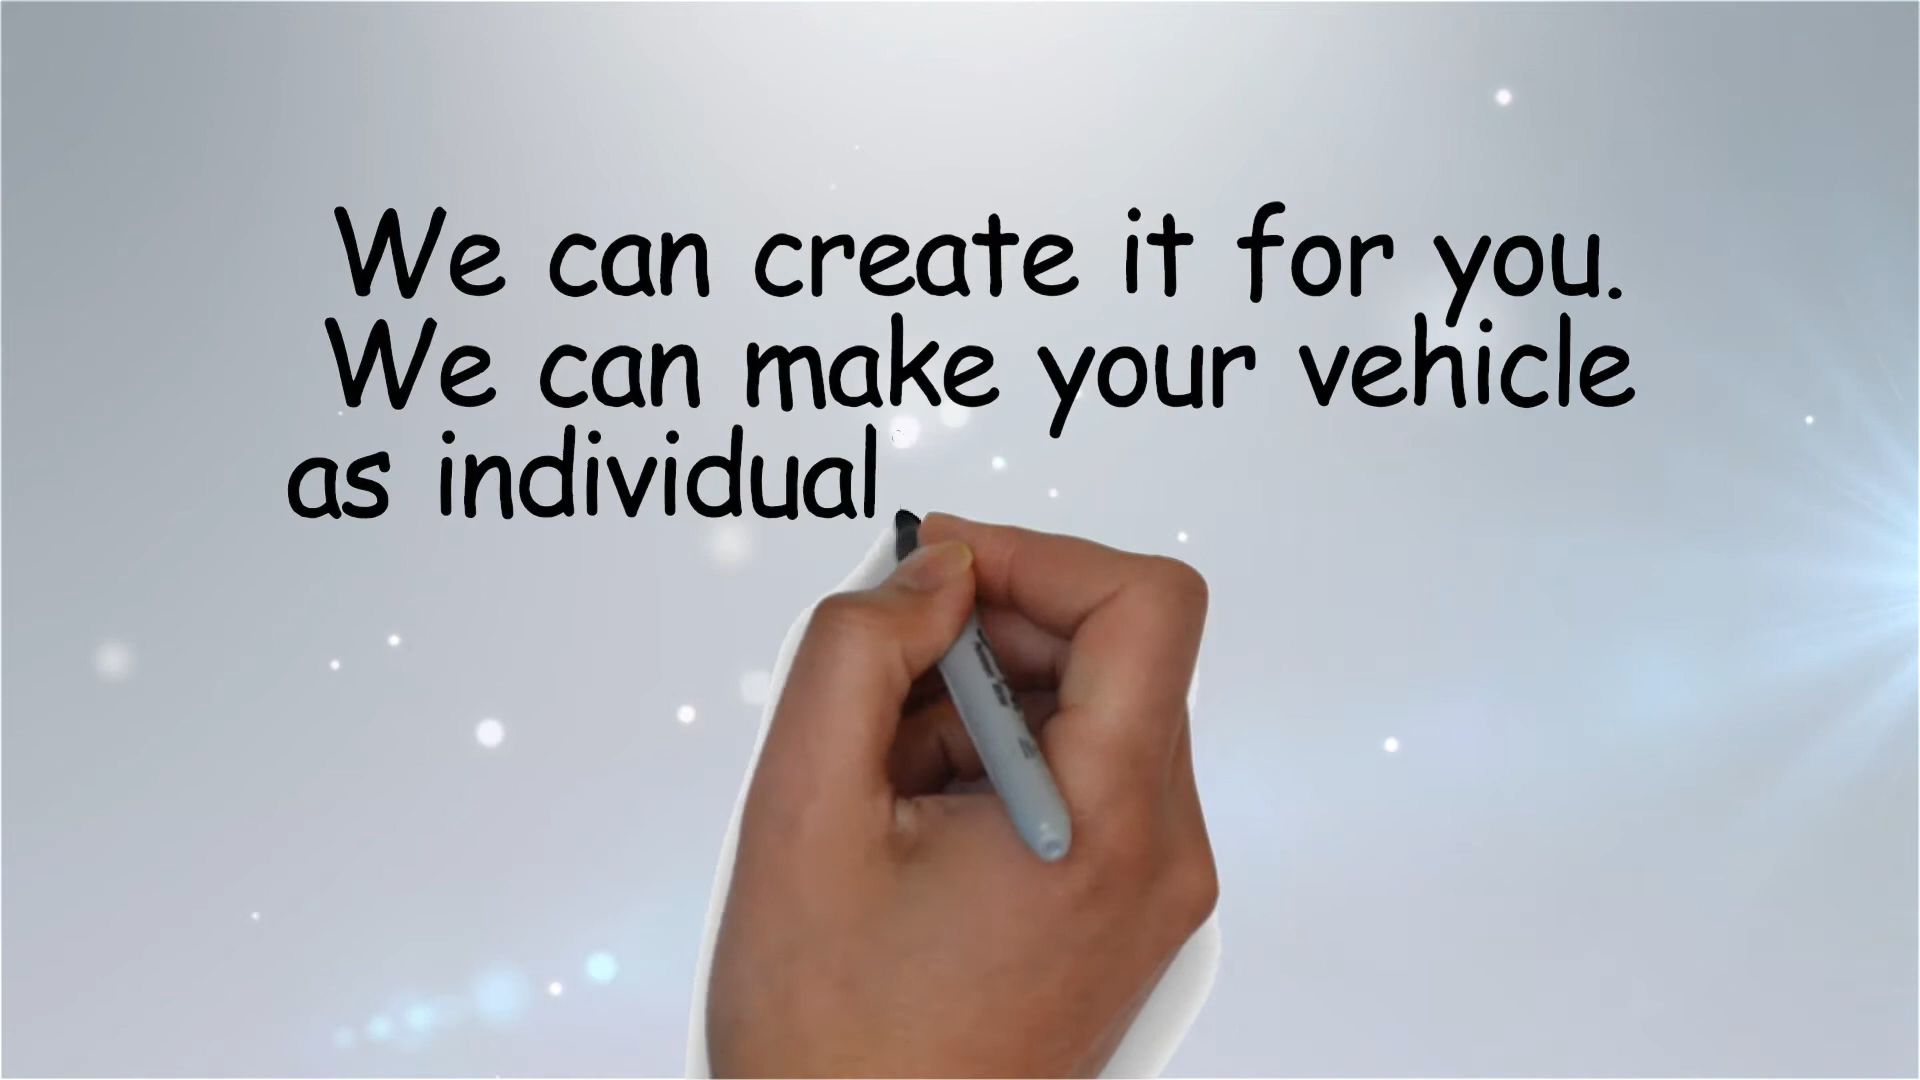 We can create it for you.
We can make your vehicle
as individual